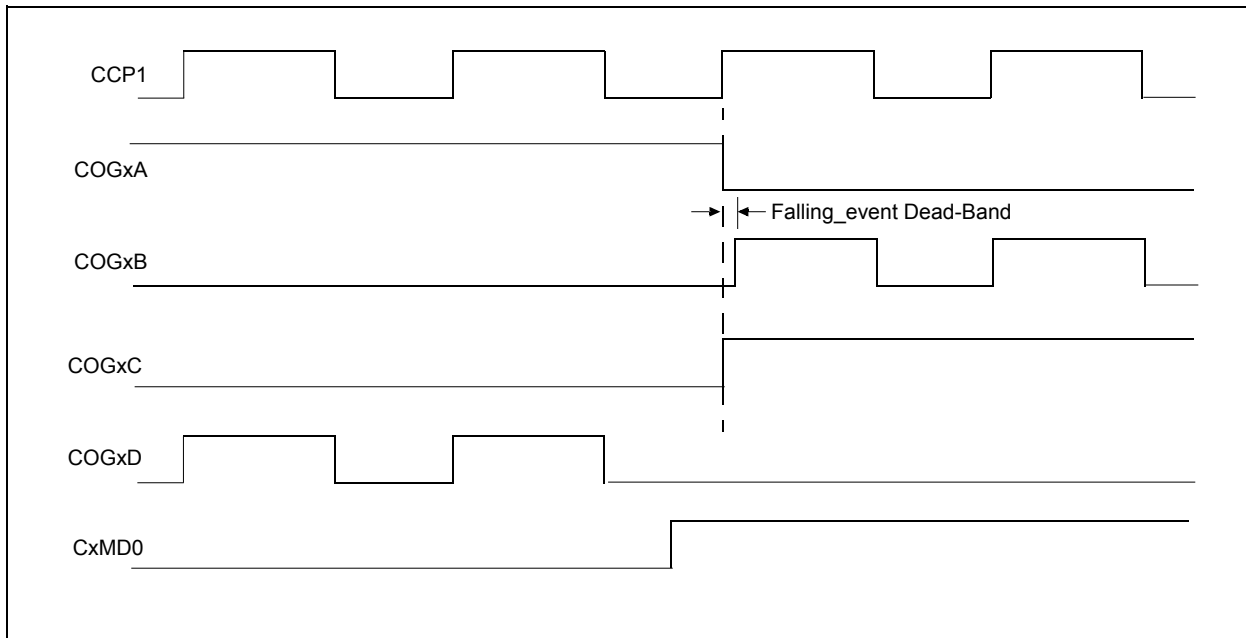 CCP1
COGxA
Falling_event Dead-Band
COGxB
COGxC
COGxD
CxMD0